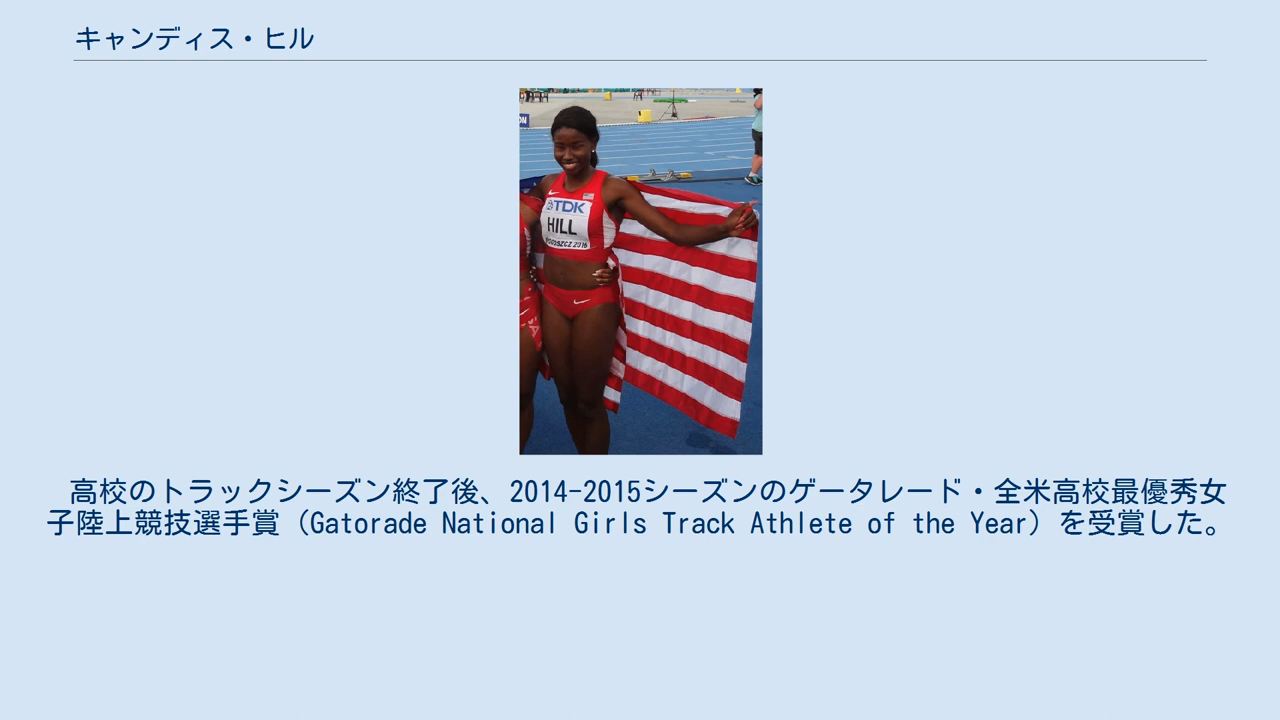 キャンディス・ヒル
TDK
HILL
BYDGOSZCZ 2016
高校のトラックシーズン終了後、2014-2015シーズンのゲータレード・全米高校最優秀女
子陸上競技選手賞（Gatorade National Girls Track Athlete of the Year）を受賞した。